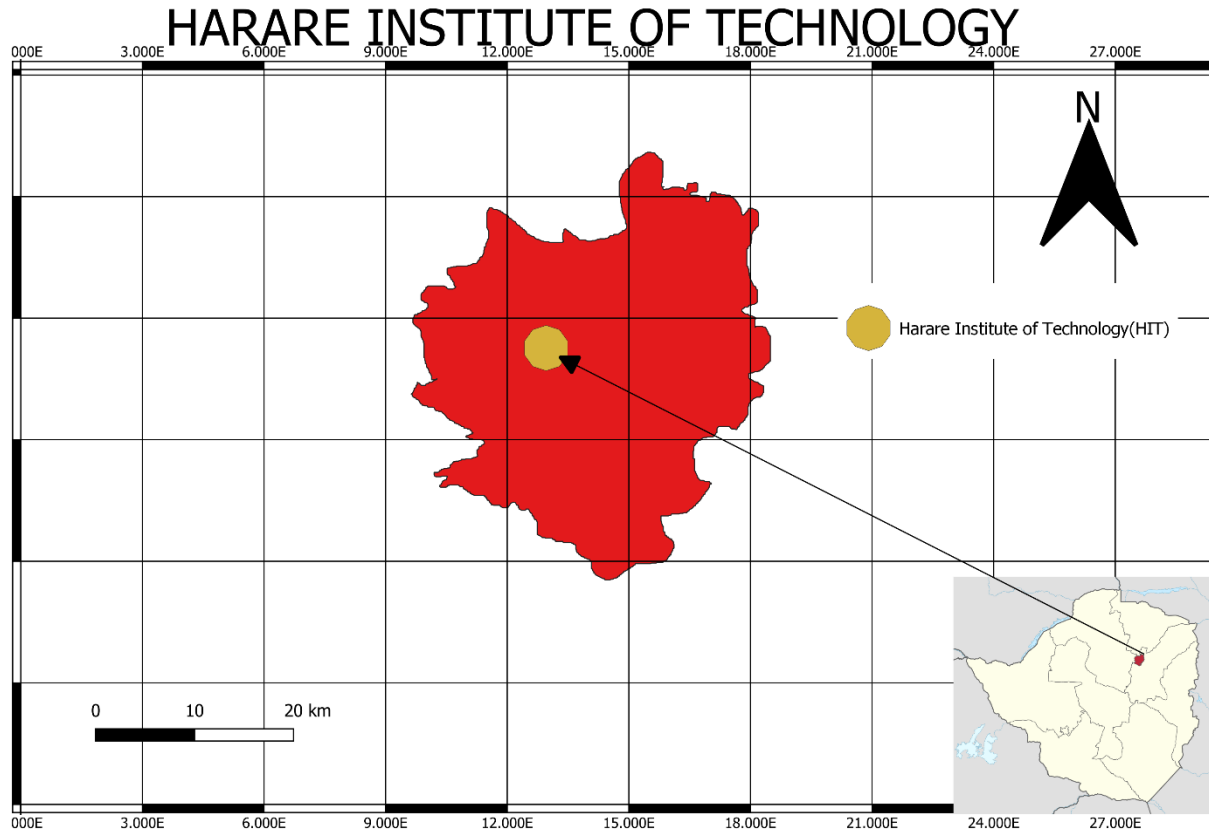 HARARE INSTITUTE OF TECHNOLOGY
000E 3.000E 6.000E 9.000E 12.000E 15.000E 18.000E 21.000E 24.000E 27.000E
N
Harare Institute of Technology(HIT)
0 10 20 km
000E 3.000E 6.000E 9.000E 12.000E 15.000E 18.000E 21.000E 24.000E 27.000E